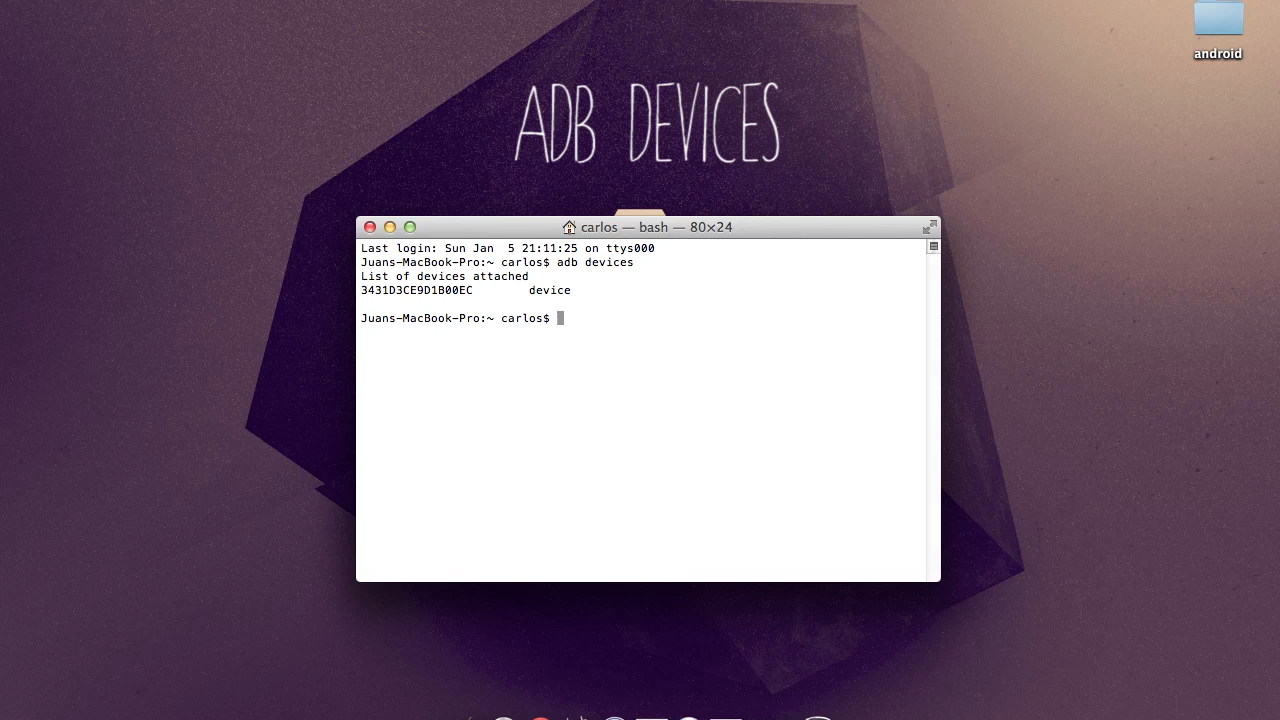 android
ADB DEVICES
carlos — bash — 80×24
Last login: Sun Jan  5 21:11:25 on ttys000
Juans-MacBook-Pro:~ carlos$ adb devices
List of devices attached
3431D3CE9D1B00EC        device
Juans-MacBook-Pro:~ carlos$